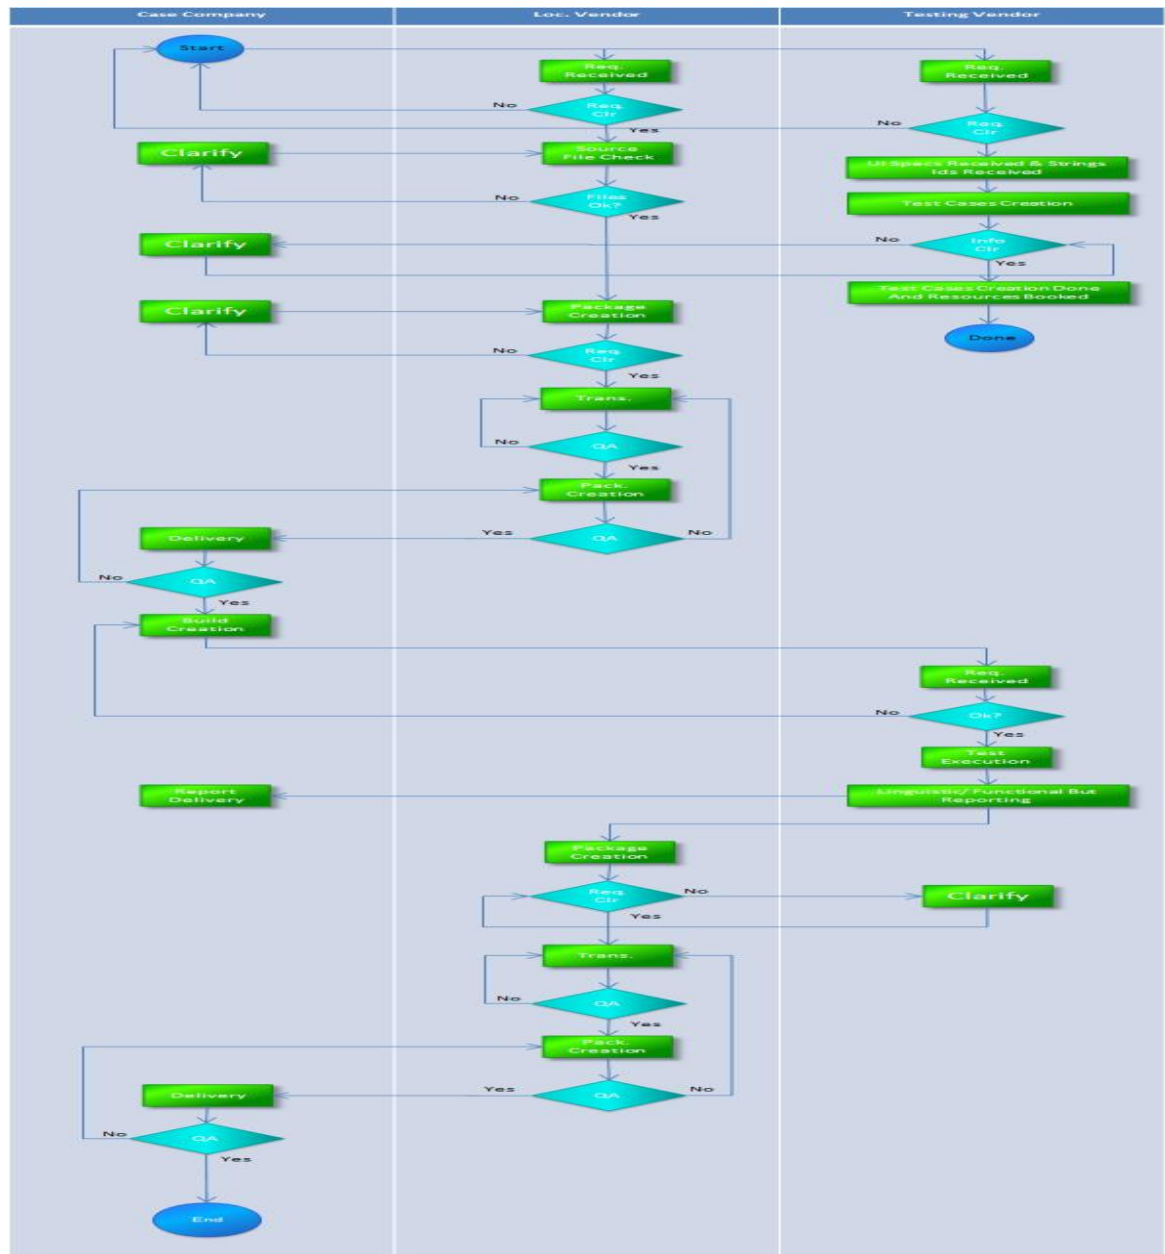 Case Company
Loc. Vendor
Testing Vendor
Start
Req.
Received
Req.
Received
No
Req.
Clr
Yes
No
Req.
Clr
Clarify
Source
File Check
UI Specs Received & Strings
Ids Received
No
Files
Ok?
Yes
Test Cases Creation
Clarify
No
Info
Clr
Yes
Test Cases Creation Done
And Resources Booked
Clarify
Package
Creation
Done
No
Req.
Clr
Yes
Trans.
No
QA
Yes
Pack.
Creation
Delivery
Yes
QA
No
No
QA
Yes
Build
Creation
Req.
Received
No
Ok?
Yes
Test
Execution
Report
Delivery
Linguistic/ Functional But
Reporting
Package
Creation
Req.
Clr
No
Yes
Clarify
Trans.
No
QA
Yes
Pack.
Creation
Delivery
Yes
QA
No
No
QA
Yes
End